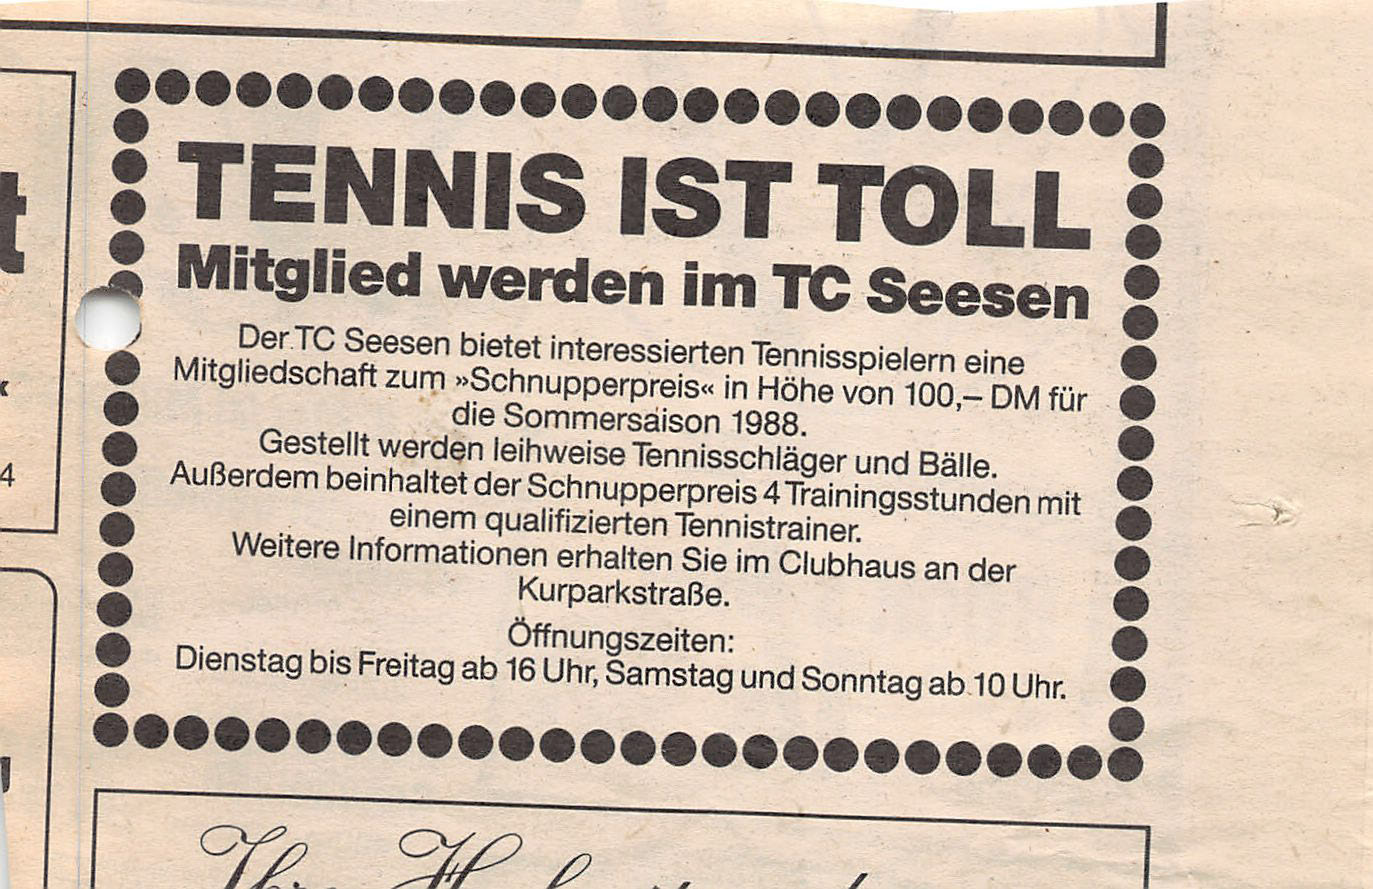 TENNIS IST TOLL
Mitglied werden im TC Seesen
Der TC Seesen bietet interessierten Tennisspielern eine
Mitgliedschaft zum »Schnupperpreis« in Höhe von 100,– DM für
die Sommersaison 1988.
Gestellt werden leihweise Tennisschläger und Bälle.
Außerdem beinhaltet der Schnupperpreis 4 Trainingsstunden mit
einem qualifizierten Tennistrainer.
Weitere Informationen erhalten Sie im Clubhaus an der
Kurparkstraße.
Öffnungszeiten:
Dienstag bis Freitag ab 16 Uhr, Samstag und Sonntag ab 10 Uhr.
t
«
4
Ihre